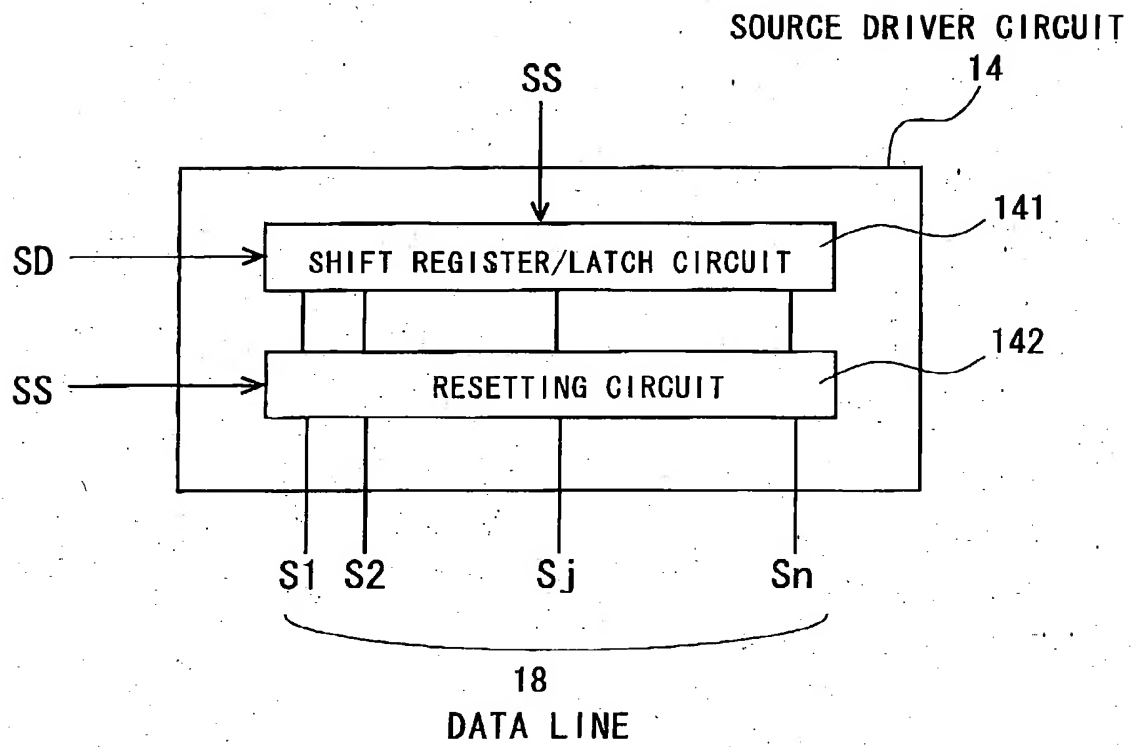 SOURCE DRIVER CIRCUIT
14
SS
141
SD
SHIFT REGISTER/LATCH CIRCUIT
142
SS
RESETTING CIRCUIT
S1 S2 Sj Sn
18
DATA LINE